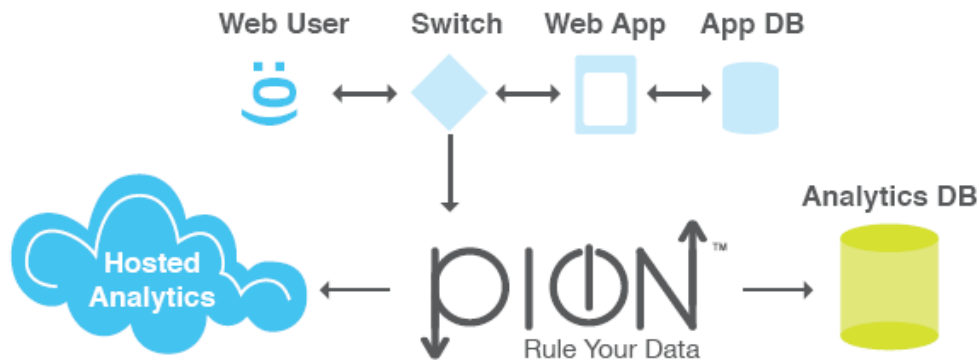 Web User
Switch
Web App
App DB
:ö)
Analytics DB
Hosted
Analytics
PION™
Rule Your Data